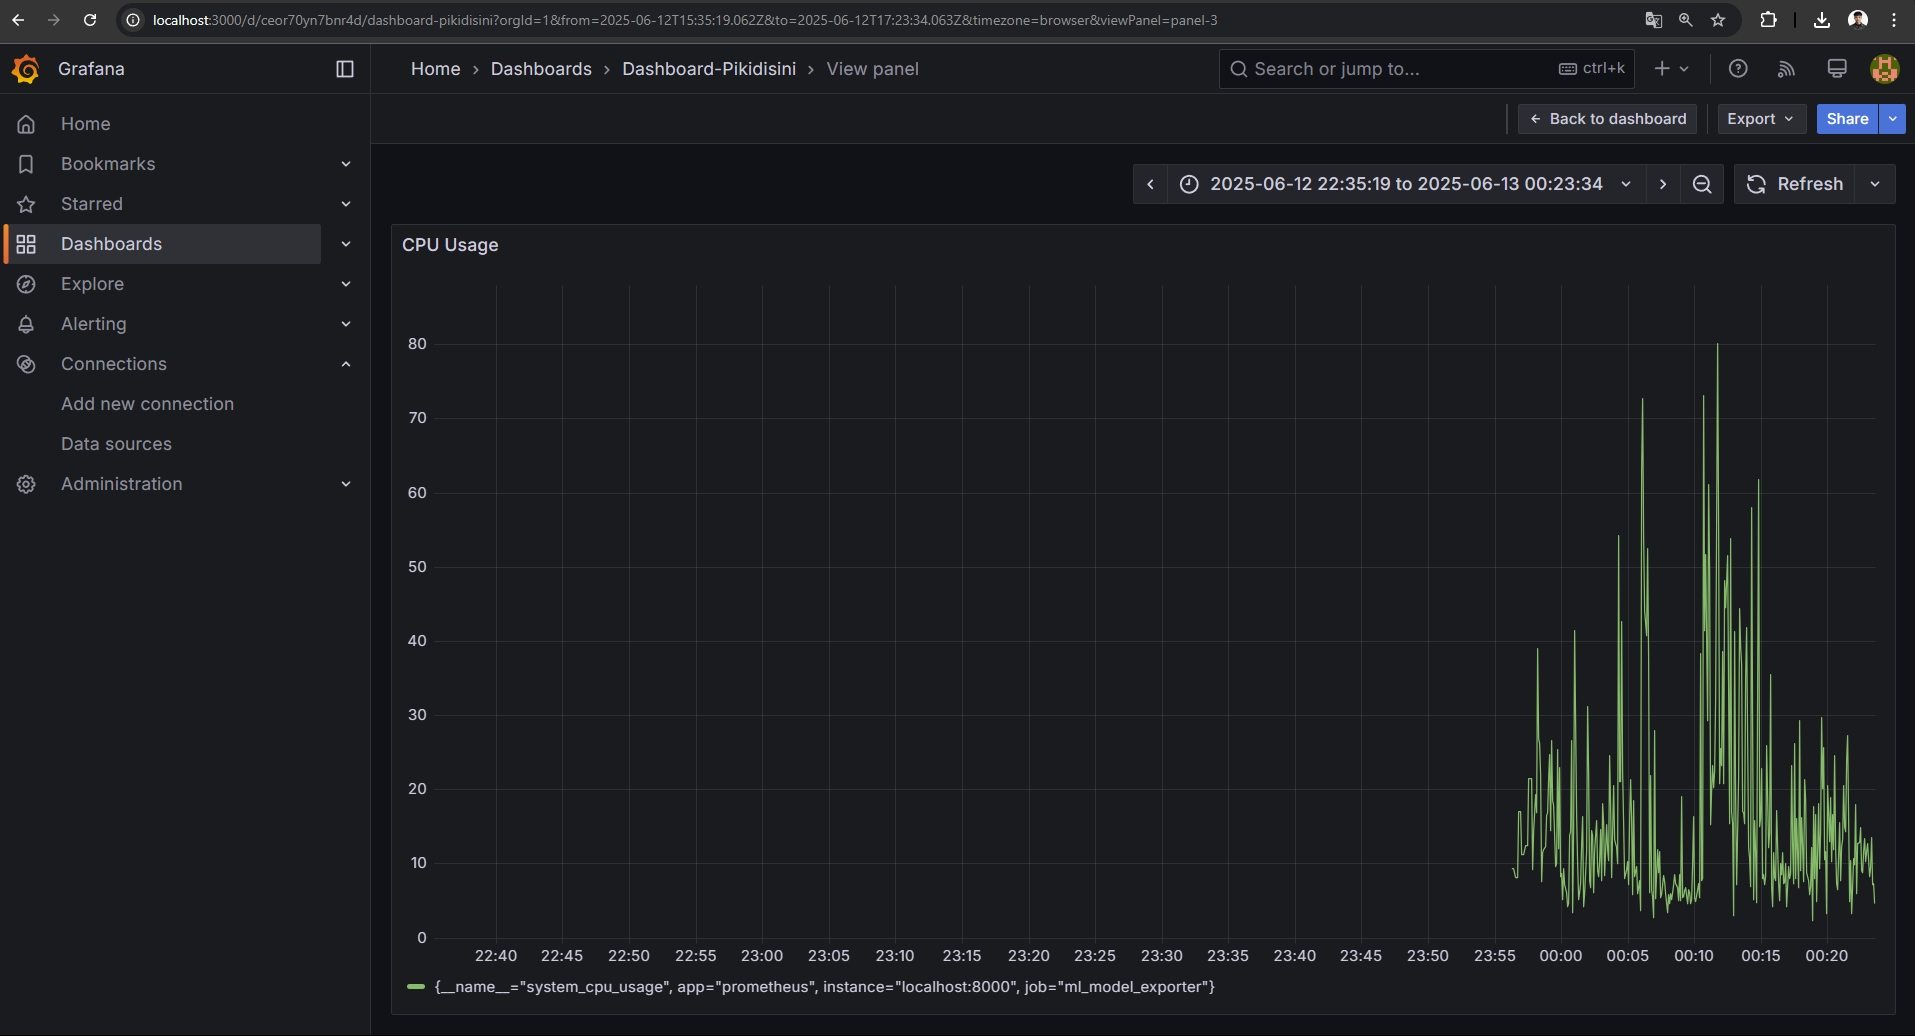 localhost:3000/d/ceor70yn7bnr4d/dashboard-pikidisini?orgId=1&from=2025-06-12T15:35:19.062Z&to=2025-06-12T17:23:34.063Z&timezone=browser&viewPanel=panel-3
Grafana
Home › Dashboards › Dashboard-Pikidisini › View panel
Search or jump to... ctrl+k
Home
Bookmarks
Starred
Dashboards
Explore
Alerting
Connections
Add new connection
Data sources
Administration
Back to dashboard Export Share
2025-06-12 22:35:19 to 2025-06-13 00:23:34 Refresh
CPU Usage
80
70
60
50
40
30
20
10
0
22:40 22:45 22:50 22:55 23:00 23:05 23:10 23:15 23:20 23:25 23:30 23:35 23:40 23:45 23:50 23:55 00:00 00:05 00:10 00:15 00:20
{__name__="system_cpu_usage", app="prometheus", instance="localhost:8000", job="ml_model_exporter"}